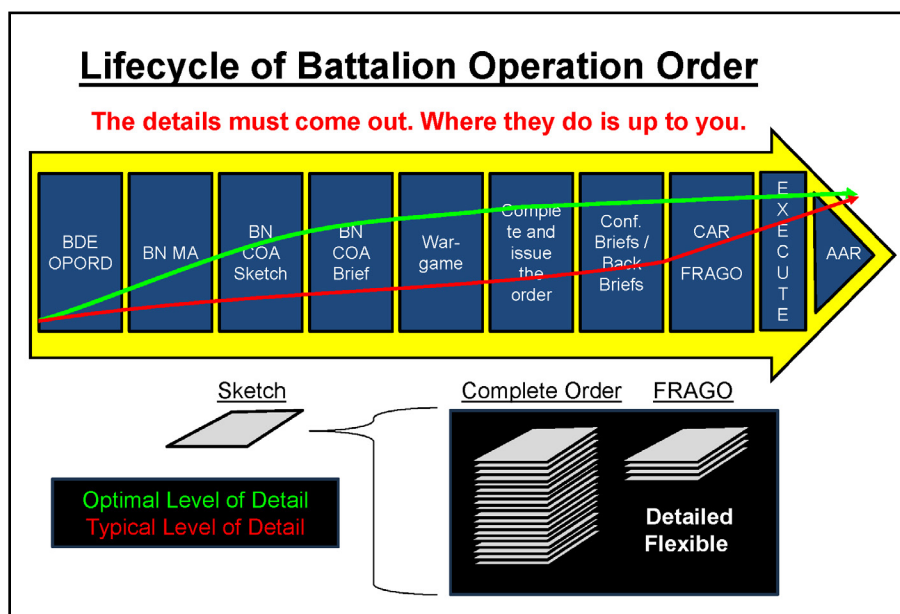 Lifecycle of Battalion Operation Order
The details must come out. Where they do is up to you.
BDE
OPORD
BN MA
BN
COA
Sketch
BN
COA
Brief
War-
game
Comple
te and
issue
the
order
Conf.
Briefs /
Back
Briefs
CAR
FRAGO
E
X
E
C
U
T
E
AAR
Sketch
Complete Order
FRAGO
Optimal Level of Detail
Typical Level of Detail
Detailed
Flexible